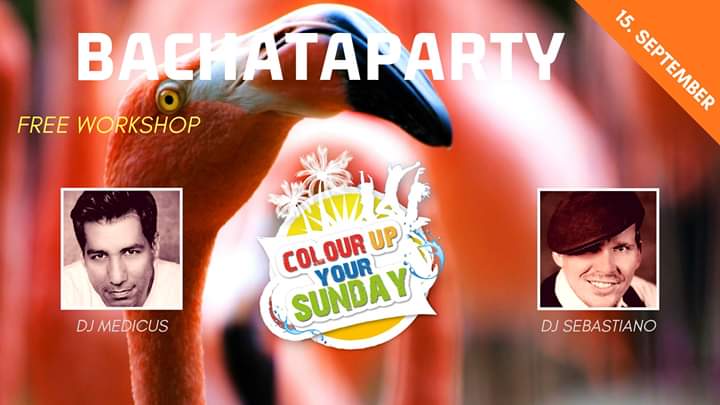 BACHATAPARTY
15. SEPTEMBER
FREE WORKSHOP
COLOUR UP
YOUR
SUNDAY
DJ MEDICUS
DJ SEBASTIANO